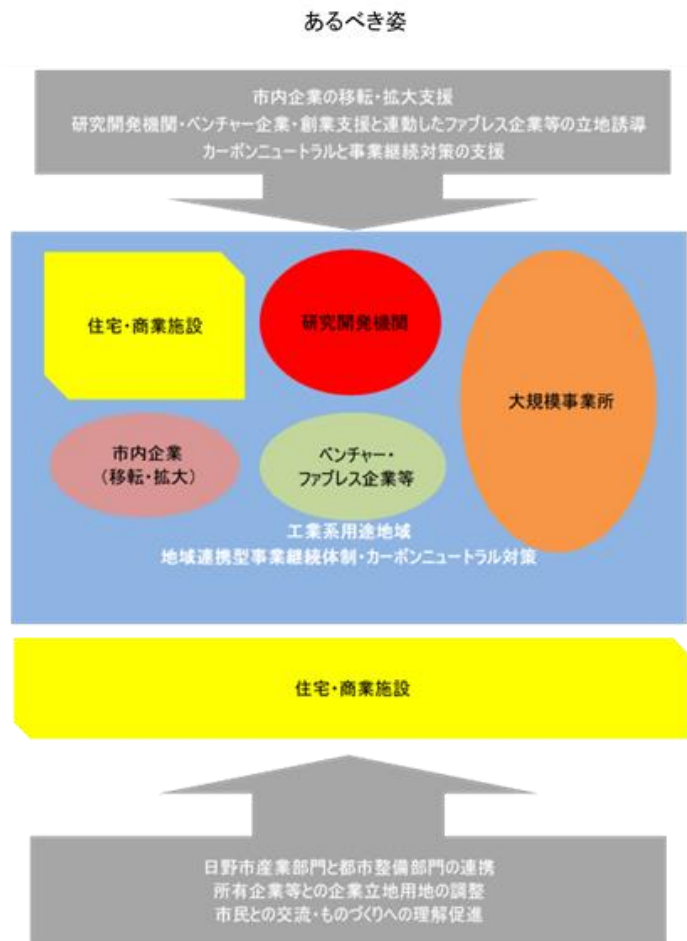 あるべき姿
市内企業の移転・拡大支援
研究開発機関・ベンチャー企業・創業支援と連動したファブレス企業等の立地誘導
カーボンニュートラルと事業継続対策の支援
住宅・商業施設
研究開発機関
大規模事業所
市内企業
（移転・拡大）
ベンチャー・
ファブレス企業等
工業系用途地域
地域連携型事業継続体制・カーボンニュートラル対策
住宅・商業施設
日野市産業部門と都市整備部門の連携
所有企業等との企業立地用地の調整
市民との交流・ものづくりへの理解促進